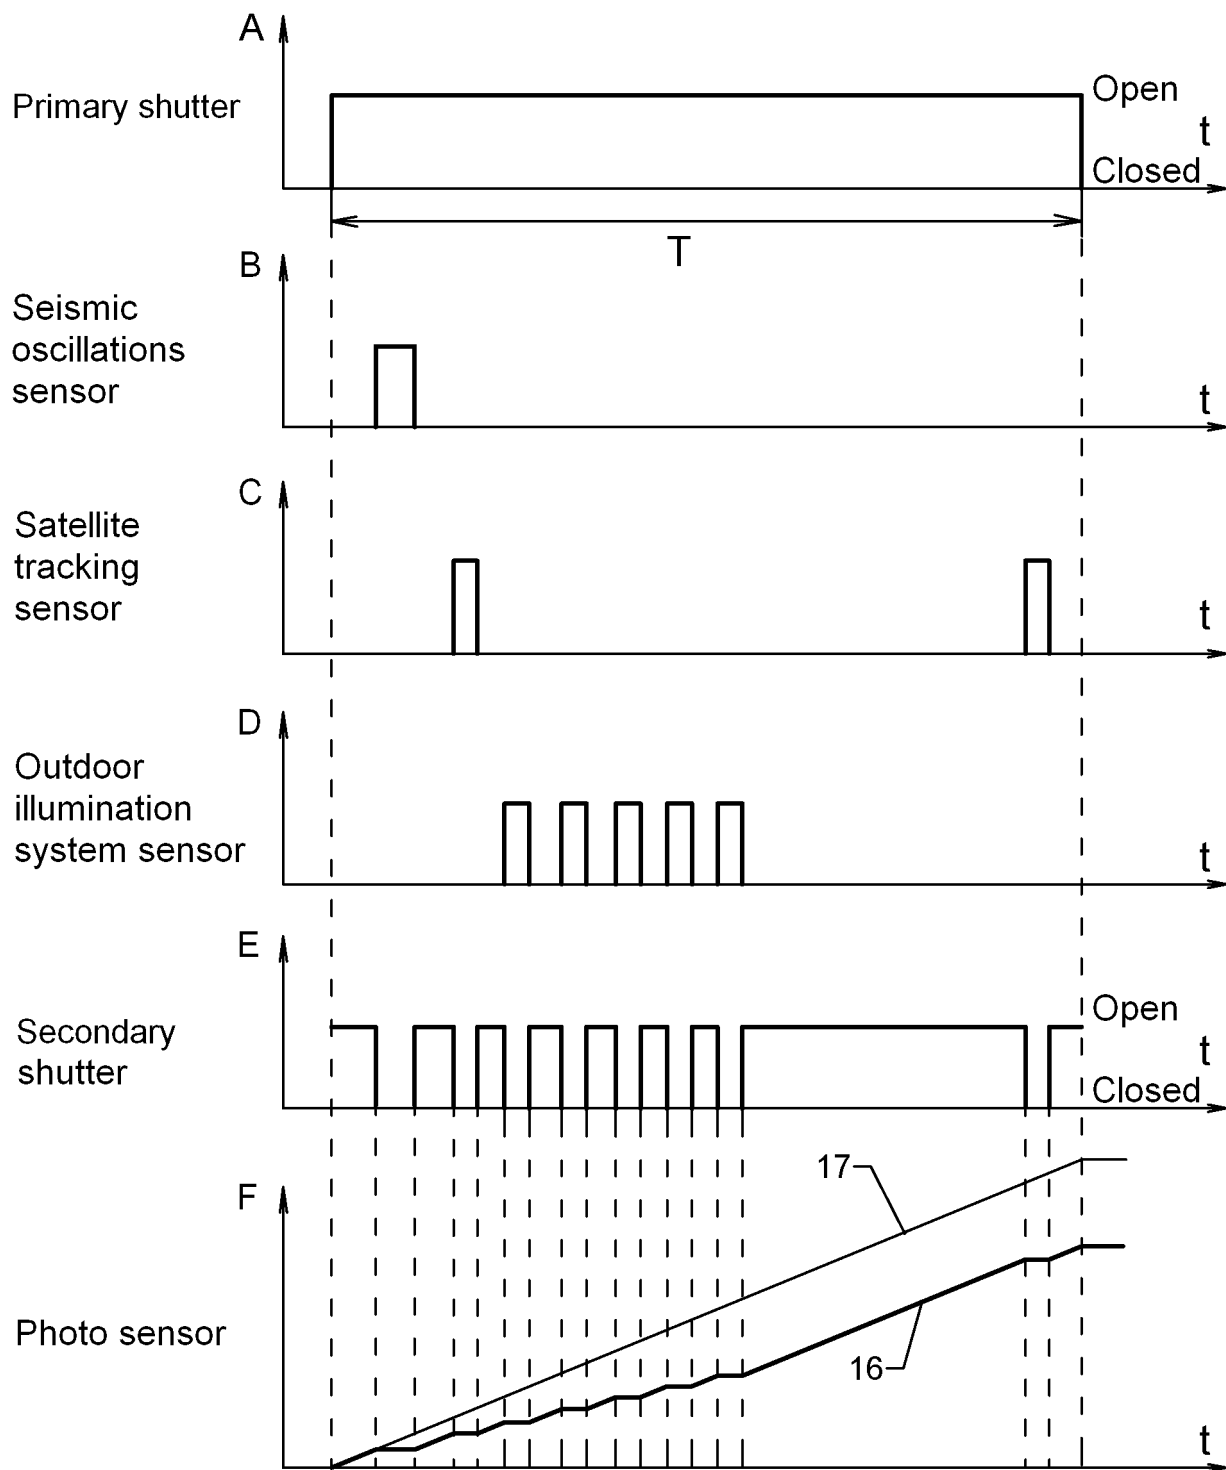 A
Primary shutter
Open
t
Closed
T
B
Seismic
oscillations
sensor
t
C
Satellite
tracking
sensor
t
D
Outdoor
illumination
system sensor
t
E
Secondary
shutter
Open
t
Closed
17
F
Photo sensor
16
t